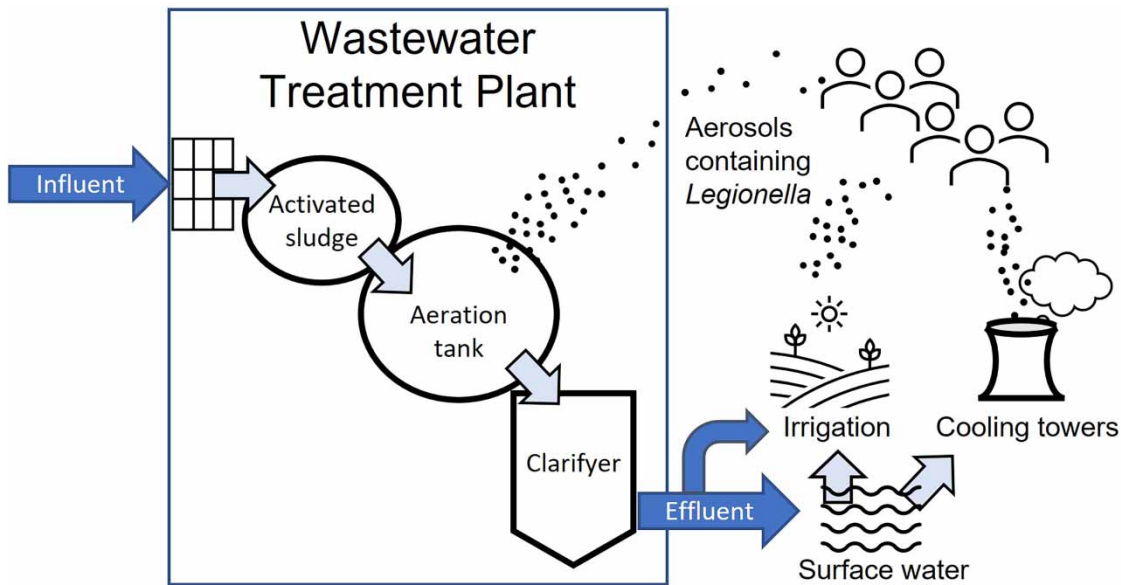 Wastewater
Treatment Plant
Influent
Activated
sludge
Aeration
tank
Clarifyer
Effluent
Aerosols
containing
Legionella
Irrigation
Cooling towers
Surface water